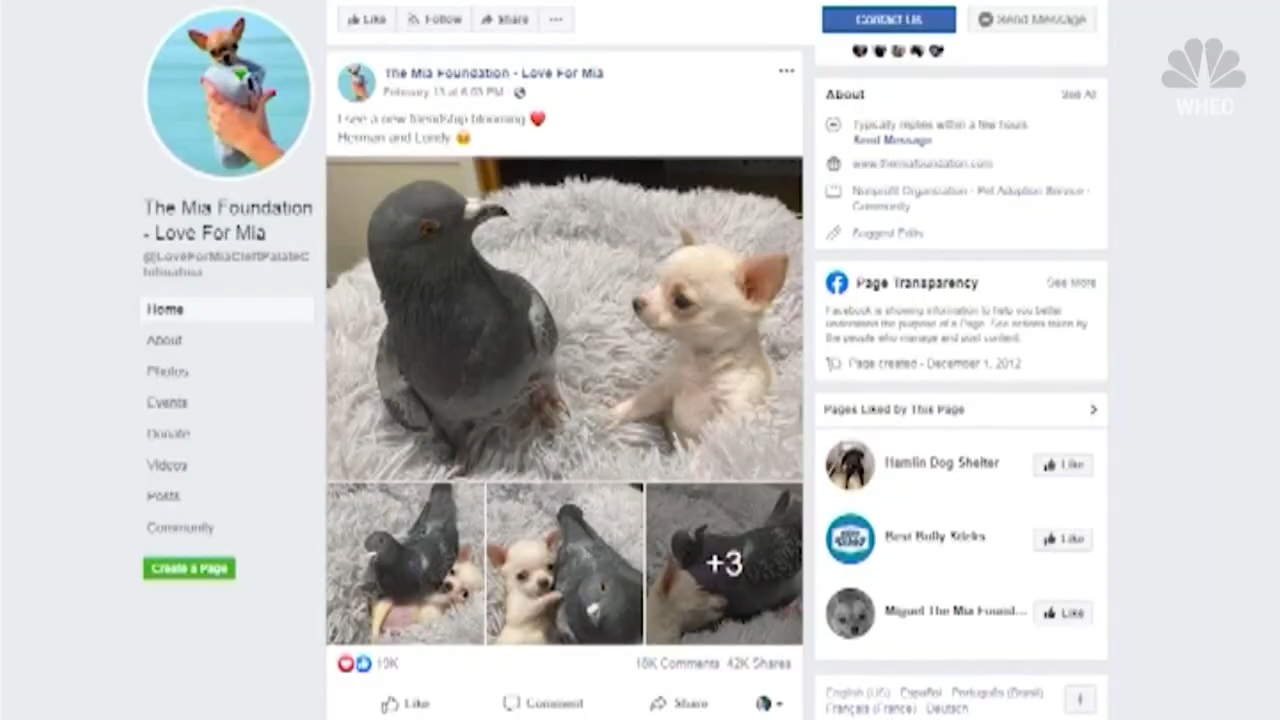 Like Follow Share ...
Contact Us
Send Message
WHEC
The Mia Foundation - Love For Mia
February 13 at 6:03 PM
I see a new friendship blooming
Herman and Lundy
The Mia Foundation
- Love For Mia
@LoveForMiaCleftPalateC
hihuahua
Home
About
Photos
Events
Donate
Videos
Posts
Community
Create a Page
+3
19K
16K Comments 42K Shares
Like Comment Share
About See All
Typically replies within a few hours
Send Message
www.themiafoundation.com
Nonprofit Organization · Pet Adoption Service ·
Community
Suggest Edits
Page Transparency See More
Facebook is showing information to help you better
understand the purpose of a Page. See actions taken by
the people who manage and post content.
Page created - December 1, 2012
Pages Liked by This Page
Hamlin Dog Shelter Like
Best Bully Sticks Like
Miguel The Mia Found... Like
English (US) · Español · Português (Brasil)
Français (France) · Deutsch